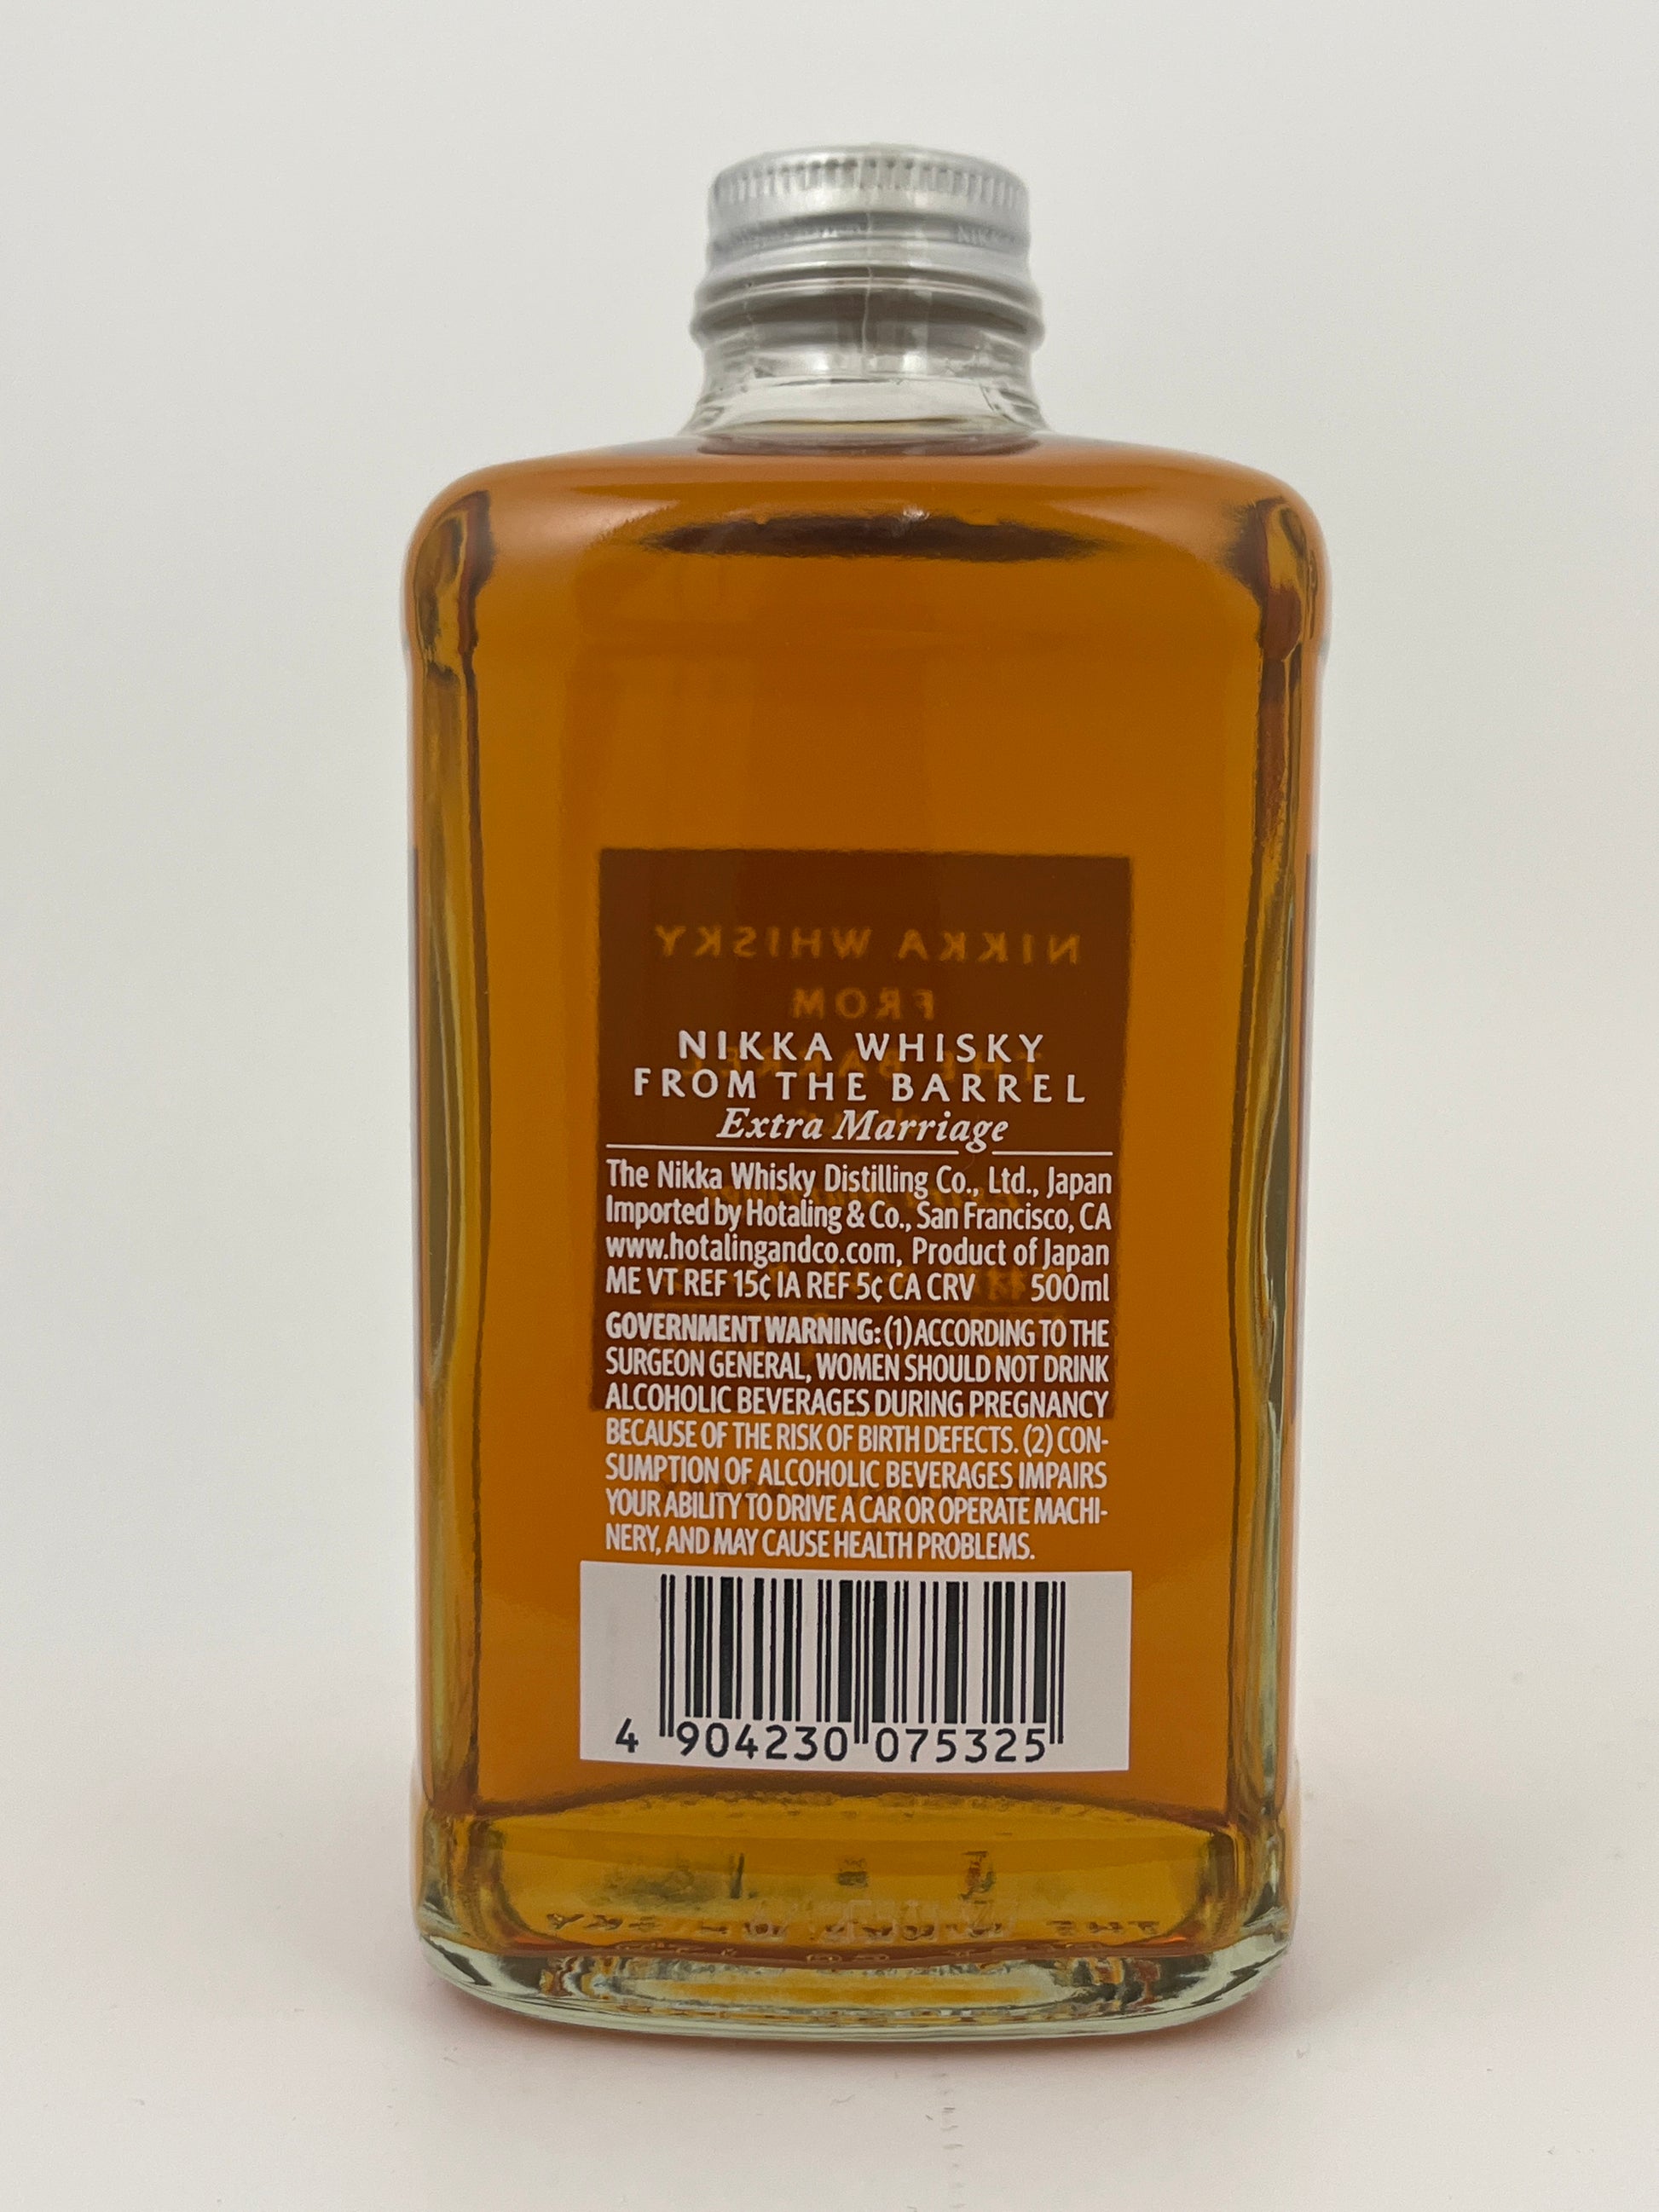 NIKKA WHISKY
FROM
NIKKA WHISKY
FROM THE BARREL
Extra Marriage
The Nikka Whisky Distilling Co., Ltd., Japan
Imported by Hotaling & Co., San Francisco, CA
www.hotalingandco.com, Product of Japan
ME VT REF 15¢ IA REF 5¢ CA CRV 500ml
GOVERNMENT WARNING: (1) ACCORDING TO THE
SURGEON GENERAL, WOMEN SHOULD NOT DRINK
ALCOHOLIC BEVERAGES DURING PREGNANCY
BECAUSE OF THE RISK OF BIRTH DEFECTS. (2) CON-
SUMPTION OF ALCOHOLIC BEVERAGES IMPAIRS
YOUR ABILITY TO DRIVE A CAR OR OPERATE MACHI-
NERY, AND MAY CAUSE HEALTH PROBLEMS.
4 904230 075325